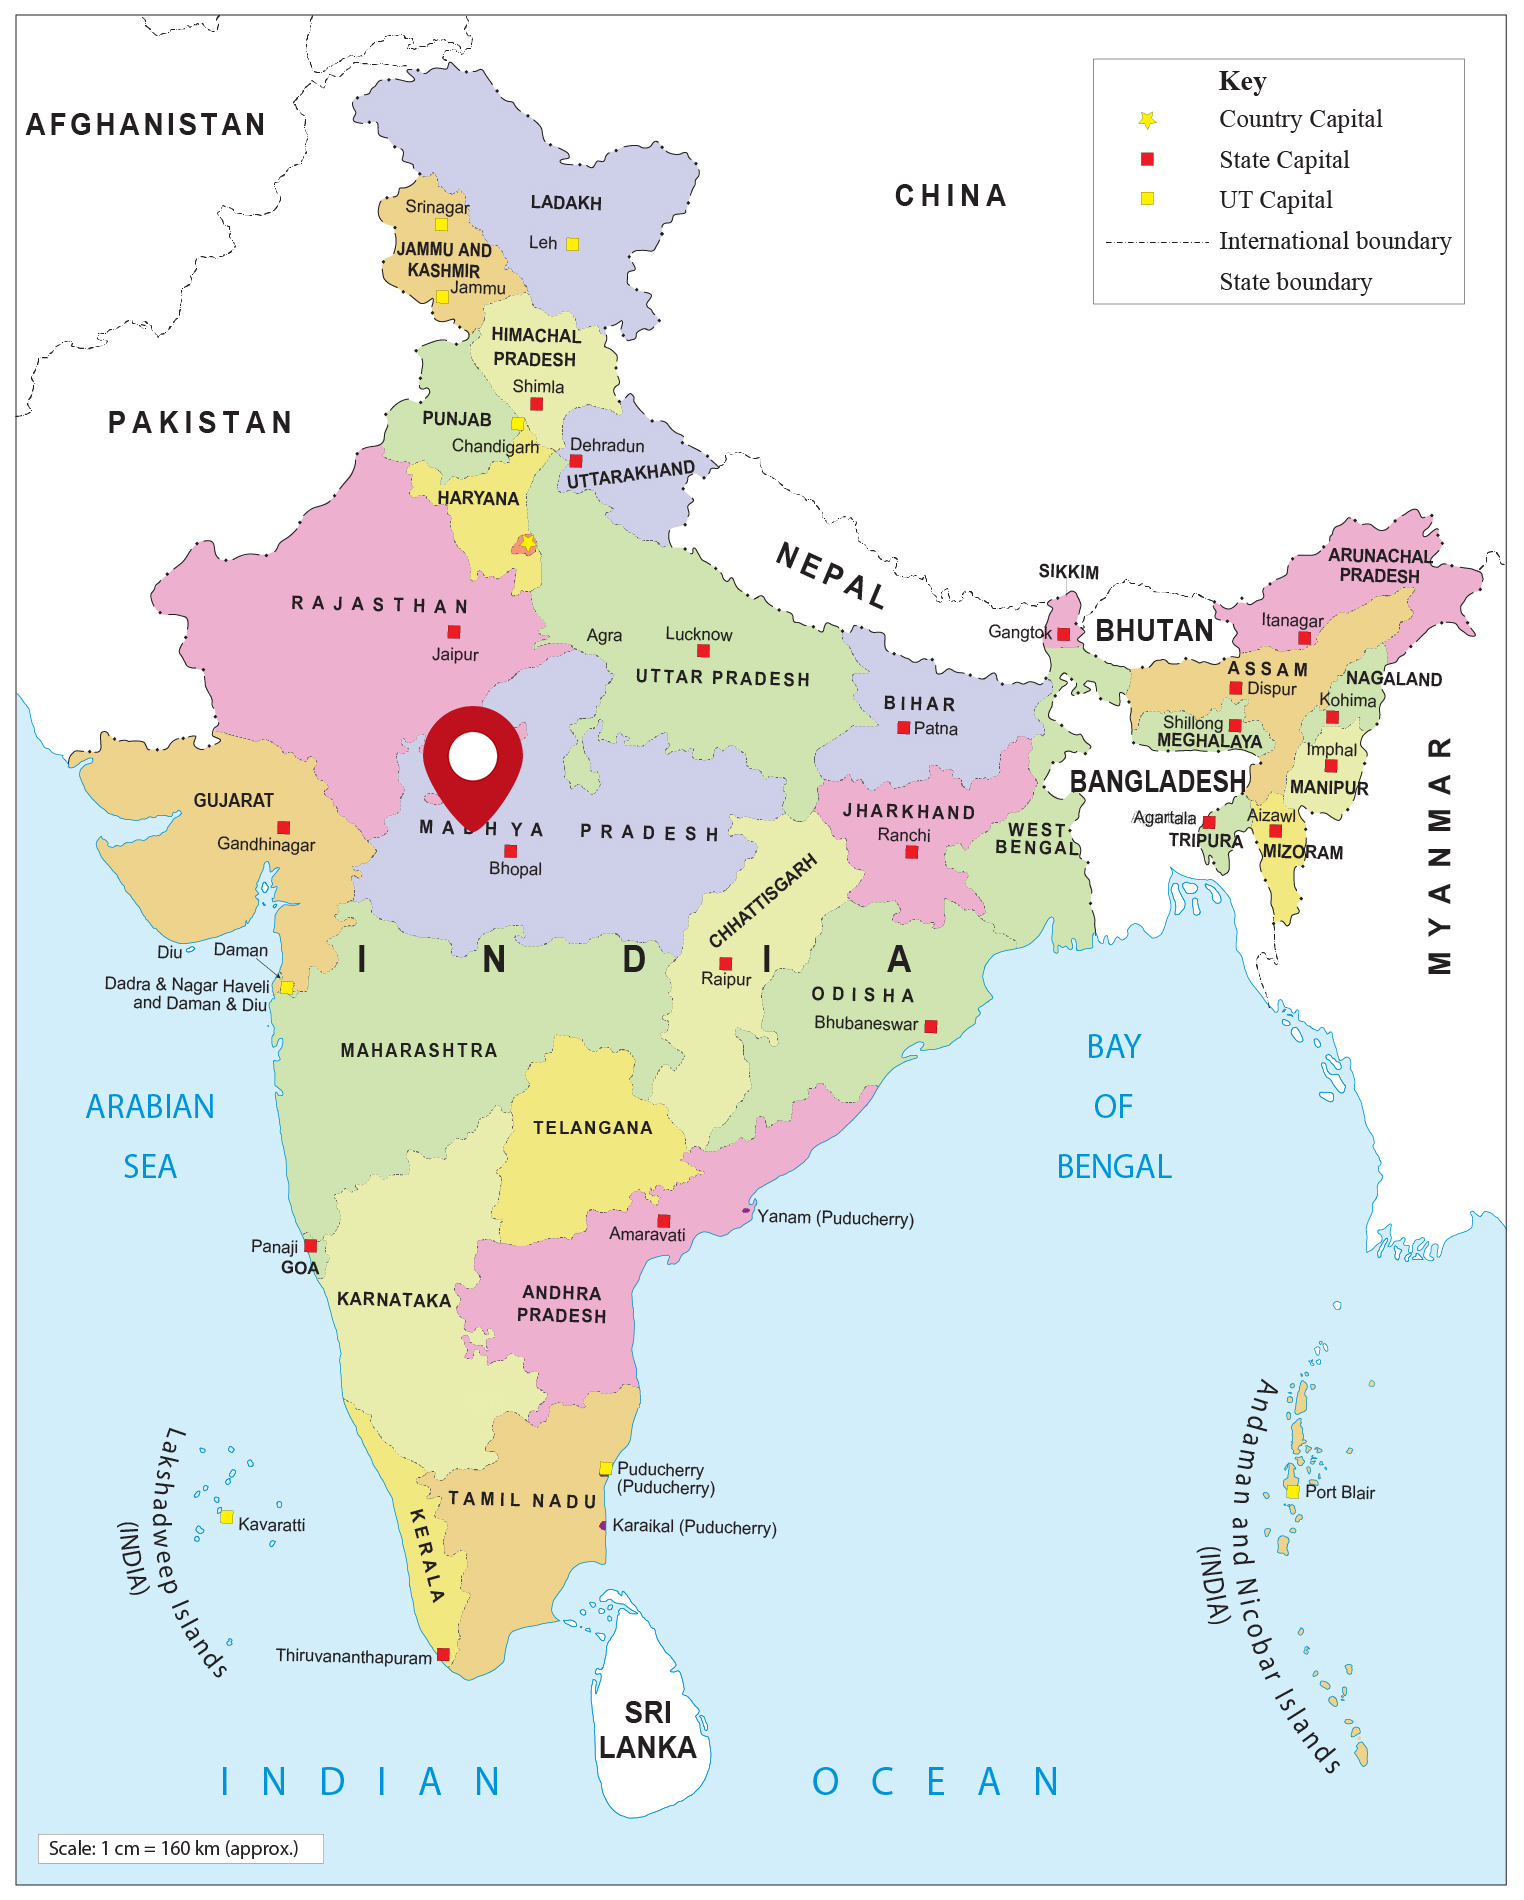 Key
Country Capital
State Capital
UT Capital
International boundary
State boundary
AFGHANISTAN
CHINA
LADAKH
Leh
Srinagar
JAMMU AND
KASHMIR
Jammu
HIMACHAL
PRADESH
Shimla
PAKISTAN
PUNJAB
Chandigarh
Dehradun
UTTARAKHAND
HARYANA
NEPAL
SIKKIM
Gangtok
BHUTAN
ARUNACHAL
PRADESH
Itanagar
RAJASTHAN
Jaipur
Agra
Lucknow
UTTAR PRADESH
BIHAR
Patna
ASSAM
Dispur
NAGALAND
Kohima
Shillong
MEGHALAYA
Imphal
MANIPUR
BANGLADESH
MYANMAR
GUJARAT
Gandhinagar
MADHYA PRADESH
Bhopal
JHARKHAND
Ranchi
WEST
BENGAL
Agartala
TRIPURA
Aizawl
MIZORAM
CHHATTISGARH
Raipur
INDIA
Diu
Daman
Dadra & Nagar Haveli
and Daman & Diu
ODISHA
Bhubaneswar
MAHARASHTRA
ARABIAN
SEA
BAY
OF
BENGAL
TELANGANA
Amaravati
Yanam (Puducherry)
Panaji
GOA
KARNATAKA
ANDHRA
PRADESH
Lakshadweep Islands
(INDIA)
Kavaratti
Puducherry
(Puducherry)
TAMIL NADU
Karaikal (Puducherry)
KERALA
Thiruvananthapuram
Andaman and Nicobar Islands
(INDIA)
Port Blair
SRI
LANKA
INDIAN OCEAN
Scale: 1 cm = 160 km (approx.)